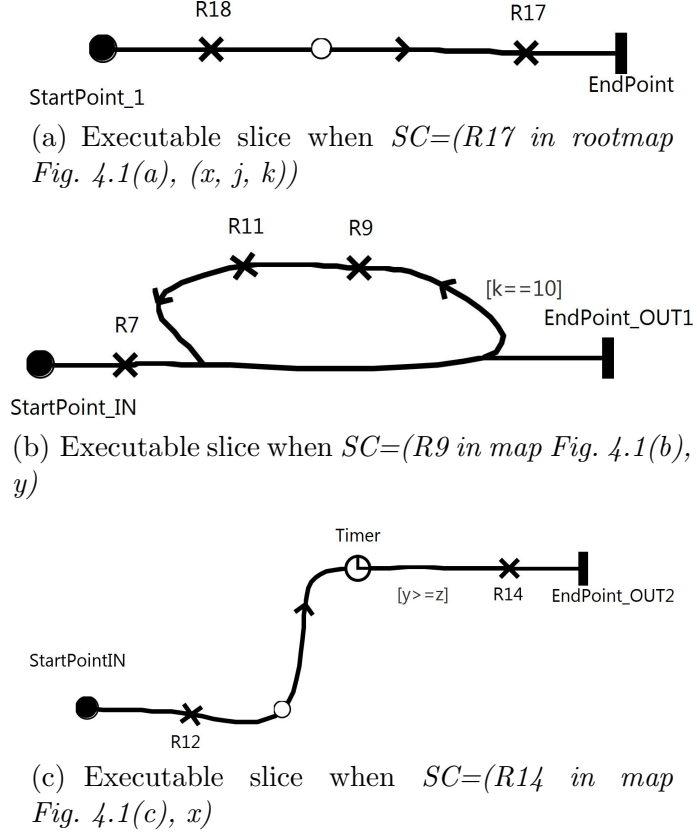 R18
R17
StartPoint_1
EndPoint
(a) Executable slice when SC=(R17 in rootmap
Fig. 4.1(a), (x, j, k))
R11
R9
[k==10]
R7
EndPoint_OUT1
StartPoint_IN
(b) Executable slice when SC=(R9 in map Fig. 4.1(b),
y)
Timer
[y>=z]
R14
EndPoint_OUT2
StartPointIN
R12
(c) Executable slice when SC=(R14 in map
Fig. 4.1(c), x)